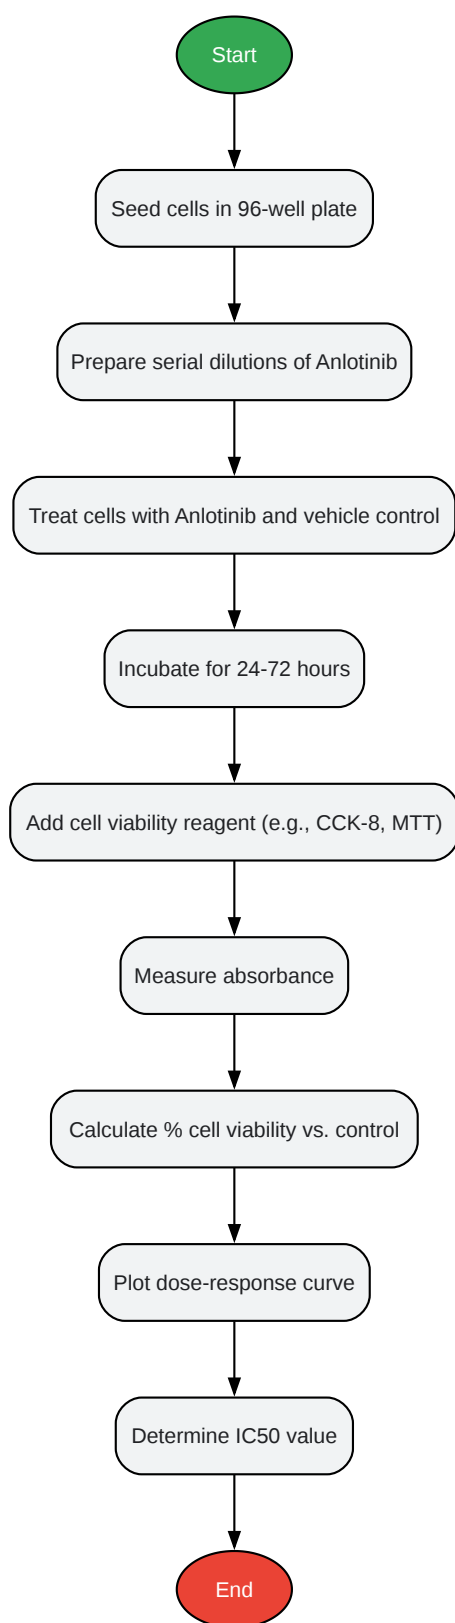 Start
Seed cells in 96-well plate
Prepare serial dilutions of Anlotinib
Treat cells with Anlotinib and vehicle control
Incubate for 24-72 hours
Add cell viability reagent (e.g., CCK-8, MTT)
Measure absorbance
Calculate % cell viability vs. control
Plot dose-response curve
Determine IC50 value
End